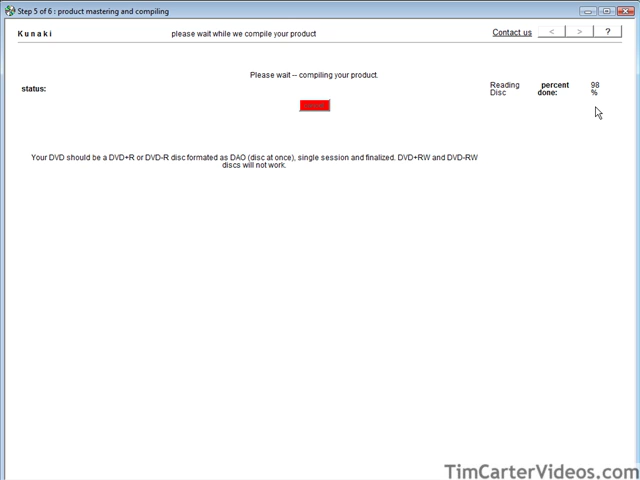 Step 5 of 6 : product mastering and compiling
Kunaki please wait while we compile your product Contact us < > ?
Please wait -- compiling your product.
status:
Reading Disc percent done: 98 %
Your DVD should be a DVD+R or DVD-R disc formated as DAO (disc at once), single session and finalized. DVD+RW and DVD-RW
discs will not work.
TimCarterVideos.com